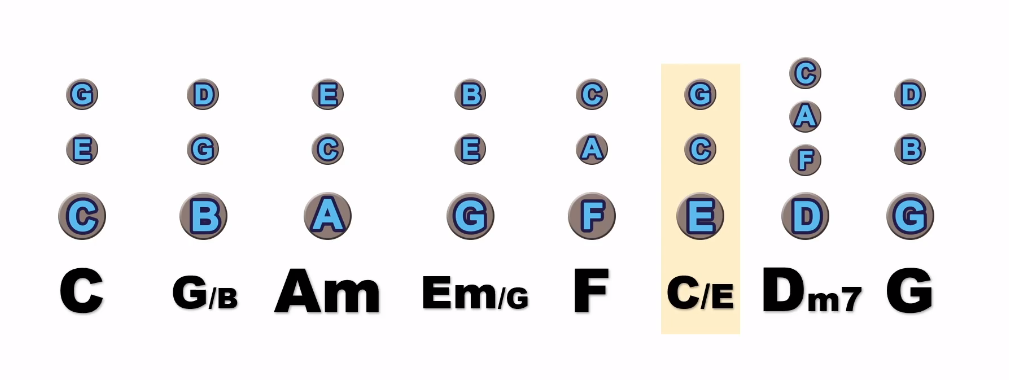 C
G D E B C G A D
E G C E A C F B
C B A G F E D G
C G/B Am Em/G F C/E Dm7 G